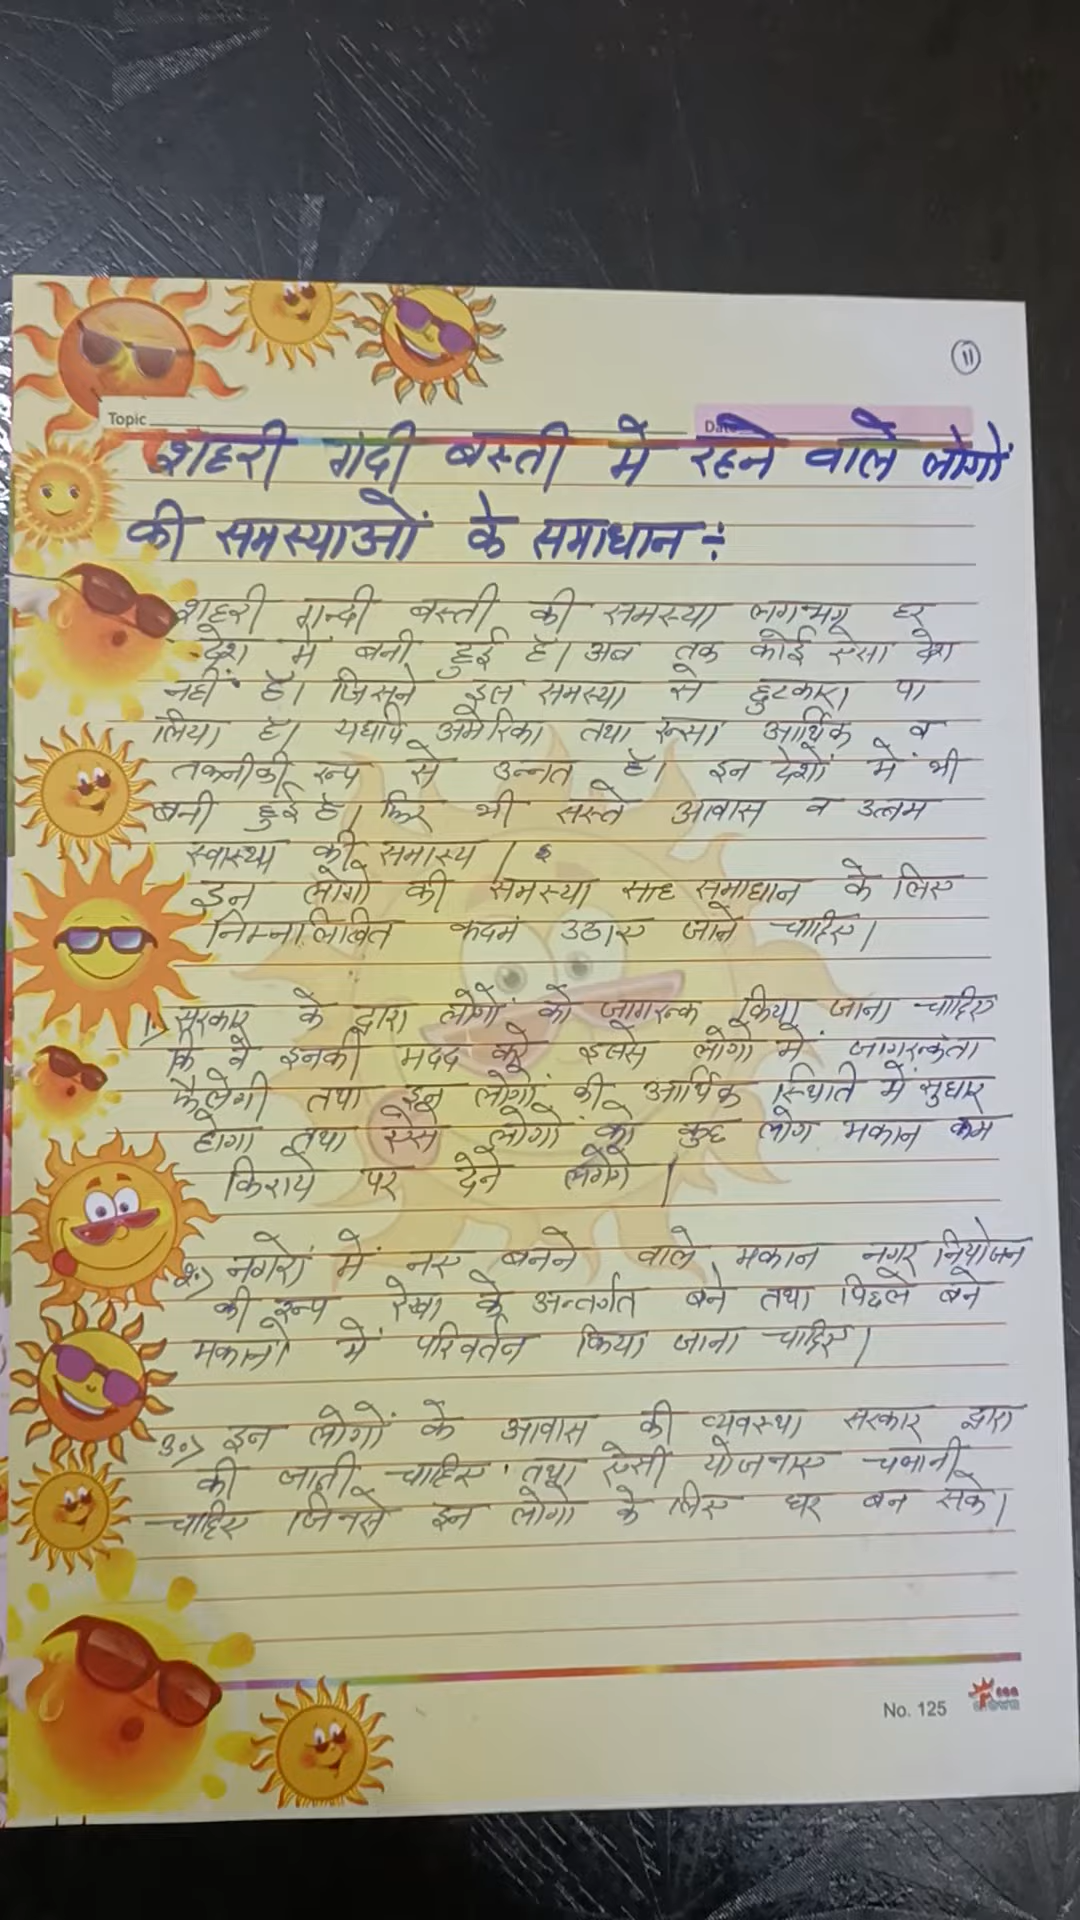 11
Topic
Date
शहरी गंदी बस्ती में रहने वाले लोगों
की समस्याओं के समाधान ÷
शहरी गन्दी बस्ती की समस्या लगभग हर
देश में बनी हुई है। अब तक कोई ऐसा देश
नहीं है। जिसने इस समस्या से छुटकारा पा
लिया है। यद्यपि अमेरिका तथा रूस आर्थिक व
तकनीकी रूप से उन्नत है। इन देशों में भी
बनी हुई है। फिर भी सस्ते आवास व उत्तम
स्वास्थ्य की समास्य।
इन लोगों की समस्या समाधान के लिए
निम्नलिखित कदम उठाए जाने चाहिए।
1.> सरकार के द्वारा लोगों को जागरूक किया जाना चाहिए
कि वे इनकी मदद करे इससे लोगों में जागरूकता
फैलेगी तथा इन लोगों की आर्थिक स्थिति में सुधार
होगा तथा ऐसे लोगों को कुछ लोग मकान कम
किराये पर देने लगेंगे।
2.> नगरों में नए बनने वाले मकान नगर नियोजन
की रूप रेखा के अन्तर्गत बने तथा पिछले बने
मकानों में परिवर्तन किया जाना चाहिए।
3.> इन लोगों के आवास की व्यवस्था सरकार द्वारा
की जानी चाहिए तथा ऐसी योजनाए चलानी
चाहिए जिनसे इन लोगों के लिए घर बन सके।
No. 125